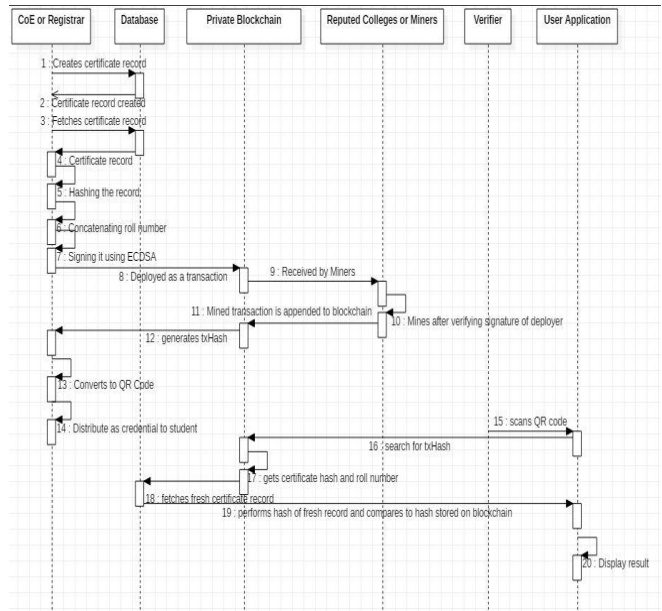 CoE or Registrar
Database
Private Blockchain
Reputed Colleges or Miners
Verifier
User Application
1 : Creates certificate record
2 : Certificate record created
3 : Fetches certificate record
4 : Certificate record
5 : Hashing the record
6 : Concatenating roll number
7 : Signing it using ECDSA
8 : Deployed as a transaction
9 : Received by Miners
10 : Mines after verifying signature of deployer
11 : Mined transaction is appended to blockchain
12 : generates txHash
13 : Converts to QR Code
14 : Distribute as credential to student
15 : scans QR code
16 : search for txHash
17 : gets certificate hash and roll number
18 : fetches fresh certificate record
19 : performs hash of fresh record and compares to hash stored on blockchain
20 : Display result